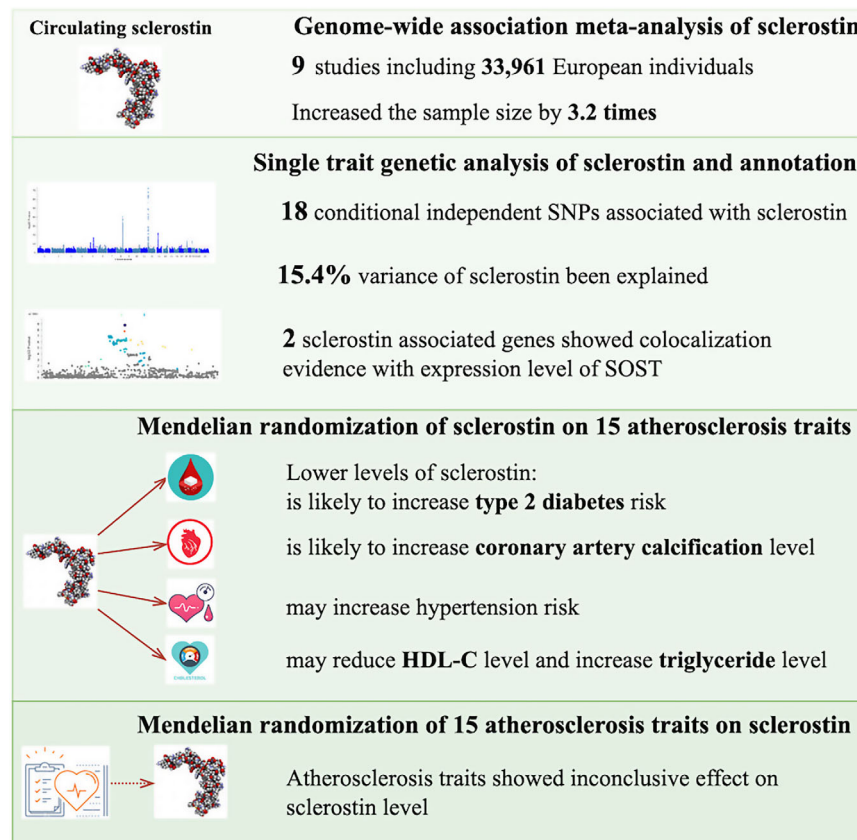 Circulating sclerostin
Genome-wide association meta-analysis of sclerostin
9 studies including 33,961 European individuals
Increased the sample size by 3.2 times
Single trait genetic analysis of sclerostin and annotation
18 conditional independent SNPs associated with sclerostin
15.4% variance of sclerostin been explained
2 sclerostin associated genes showed colocalization
evidence with expression level of SOST
Mendelian randomization of sclerostin on 15 atherosclerosis traits
Lower levels of sclerostin:
is likely to increase type 2 diabetes risk
is likely to increase coronary artery calcification level
may increase hypertension risk
may reduce HDL-C level and increase triglyceride level
CHOLESTEROL
Mendelian randomization of 15 atherosclerosis traits on sclerostin
Atherosclerosis traits showed inconclusive effect on
sclerostin level